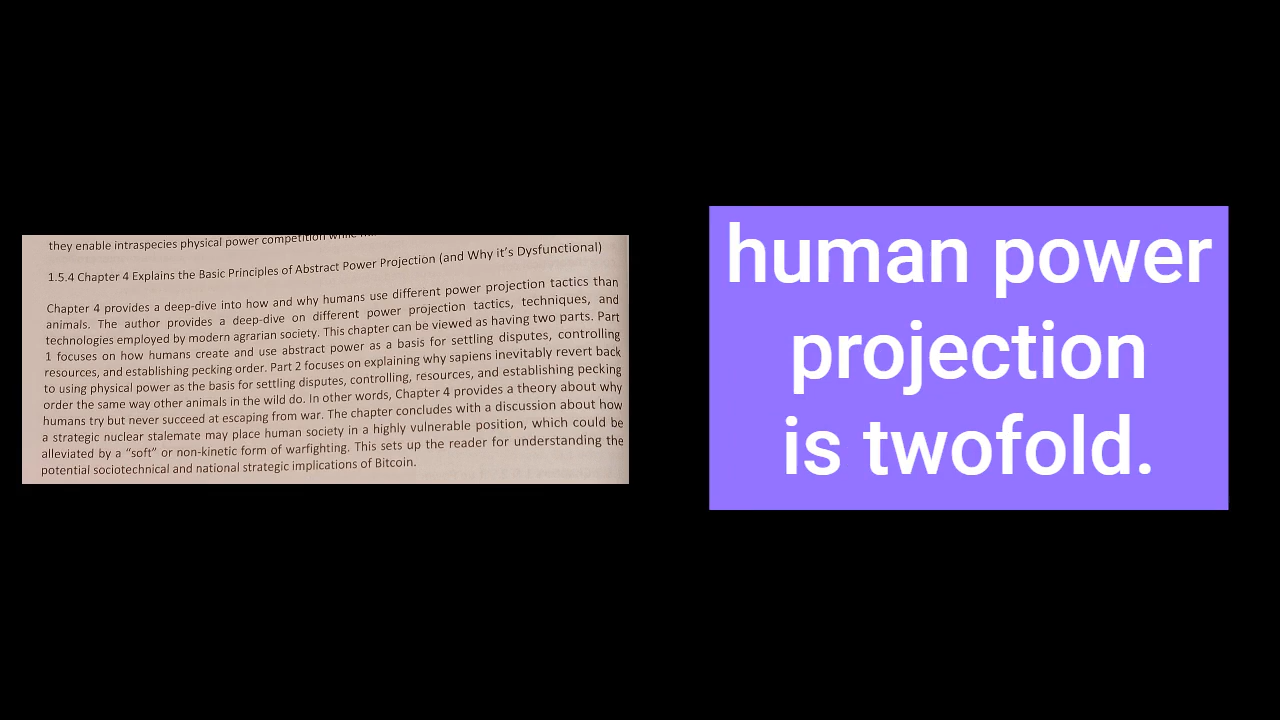 they enable intraspecies physical power competition while
1.5.4 Chapter 4 Explains the Basic Principles of Abstract Power Projection (and Why it's Dysfunctional)
Chapter 4 provides a deep-dive into how and why humans use different power projection tactics than
animals. The author provides a deep-dive on different power projection tactics, techniques, and
technologies employed by modern agrarian society. This chapter can be viewed as having two parts. Part
1 focuses on how humans create and use abstract power as a basis for settling disputes, controlling
resources, and establishing pecking order. Part 2 focuses on explaining why sapiens inevitably revert back
to using physical power as the basis for settling disputes, controlling, resources, and establishing pecking
order the same way other animals in the wild do. In other words, Chapter 4 provides a theory about why
humans try but never succeed at escaping from war. The chapter concludes with a discussion about how
a strategic nuclear stalemate may place human society in a highly vulnerable position, which could be
alleviated by a “soft” or non-kinetic form of warfighting. This sets up the reader for understanding the
potential sociotechnical and national strategic implications of Bitcoin.
human power
projection
is twofold.